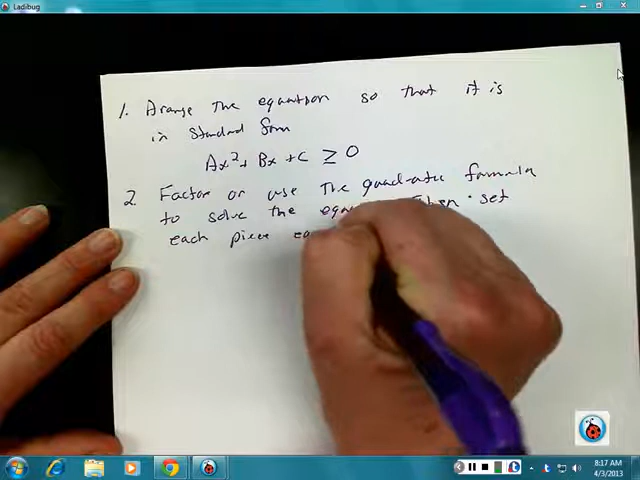 Ladibug
1. Arange the equation so that it is
in Standard form
Ax²+ Bx + C ≥ 0
2. Factor or use the quadratic formula
to solve the Then set
each piece
8:17 AM
4/3/2013